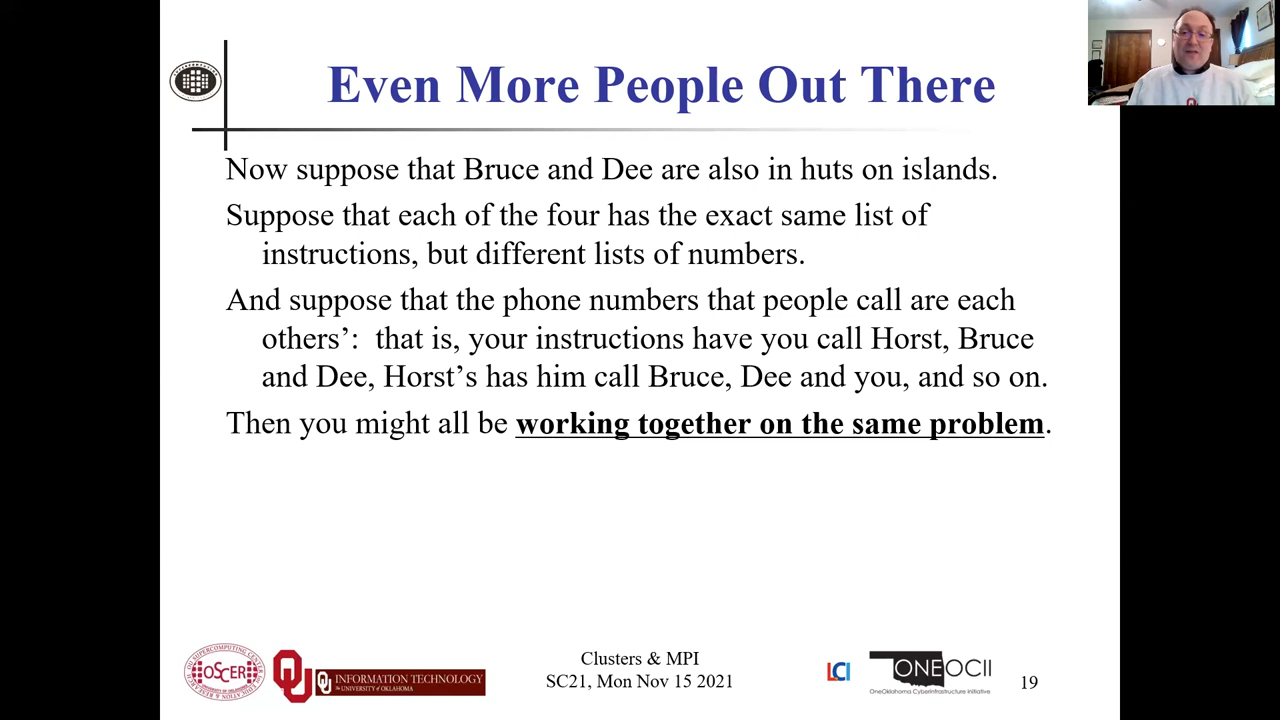 Even More People Out There
Now suppose that Bruce and Dee are also in huts on islands.
Suppose that each of the four has the exact same list of
instructions, but different lists of numbers.
And suppose that the phone numbers that people call are each
others’: that is, your instructions have you call Horst, Bruce
and Dee, Horst’s has him call Bruce, Dee and you, and so on.
Then you might all be working together on the same problem.
OSCER
INFORMATION TECHNOLOGY
The UNIVERSITY of OKLAHOMA
Clusters & MPI
SC21, Mon Nov 15 2021
LCI
ONEOCII
OneOklahoma Cyberinfrastructure Initiative
19